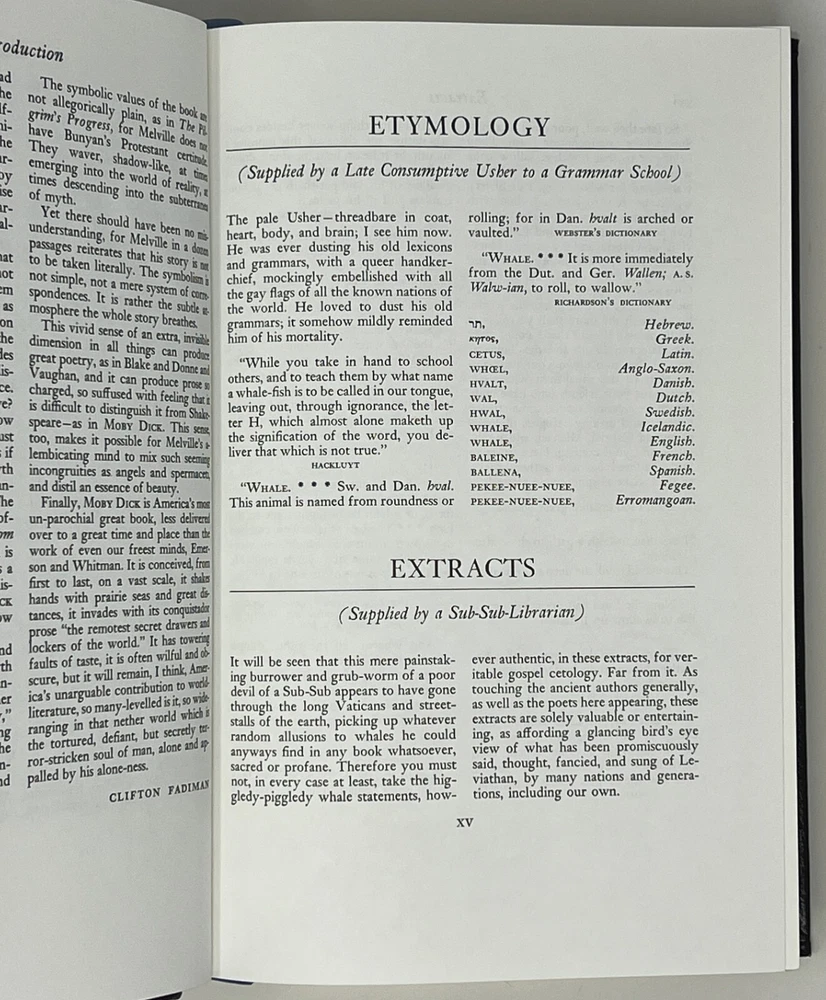 roduction
The symbolic values of the book are
not allegorically plain, as in The Pil-
grim's Progress, for Melville does not
have Bunyan's Protestant certitude.
They waver, shadow-like, at times
emerging into the world of reality, at
times descending into the subterranean
of myth.
Yet there should have been no mis-
understanding, for Melville in a dozen
passages reiterates that his story is not
to be taken literally. The symbolism is
not simple, not a mere system of corre-
spondences. It is rather the subtle at-
mosphere the whole story breathes.
This vivid sense of an extra, invisible
dimension in all things can produce
great poetry, as in Blake and Donne and
Vaughan, and it can produce prose so
charged, so suffused with feeling that it
is difficult to distinguish it from Shake-
speare—as in MOBY DICK. This sense,
too, makes it possible for Melville's a-
lembicating mind to mix such seeming
incongruities as angels and spermaceti,
and distil an essence of beauty.
Finally, MOBY DICK is America's most
un-parochial great book, less delivered
over to a great time and place than the
work of even our freest minds, Emer-
son and Whitman. It is conceived, from
first to last, on a vast scale, it shakes
hands with prairie seas and great dis-
tances, it invades with its conquistador
prose "the remotest secret drawers and
lockers of the world." It has towering
faults of taste, it is often wilful and ob-
scure, but it will remain, I think, Amer-
ica's unarguable contribution to world-
literature, so many-levelled is it, so wide-
ranging in that nether world which is
the tortured, defiant, but secretly ter-
ror-stricken soul of man, alone and ap-
palled by his alone-ness.
CLIFTON FADIMAN
ETYMOLOGY
(Supplied by a Late Consumptive Usher to a Grammar School)
The pale Usher—threadbare in coat,
heart, body, and brain; I see him now.
He was ever dusting his old lexicons
and grammars, with a queer handker-
chief, mockingly embellished with all
the gay flags of all the known nations of
the world. He loved to dust his old
grammars; it somehow mildly reminded
him of his mortality.
"While you take in hand to school
others, and to teach them by what name
a whale-fish is to be called in our tongue,
leaving out, through ignorance, the let-
ter H, which almost alone maketh up
the signification of the word, you de-
liver that which is not true."
HACKLUYT
"WHALE. * * * Sw. and Dan. hval.
This animal is named from roundness or
rolling; for in Dan. hvalt is arched or
vaulted." WEBSTER'S DICTIONARY
"WHALE. * * * It is more immediately
from the Dut. and Ger. Wallen; A.S.
Walw-ian, to roll, to wallow."
RICHARDSON'S DICTIONARY
תר, Hebrew.
κητος, Greek.
CETUS, Latin.
WHŒL, Anglo-Saxon.
HVALT, Danish.
WAL, Dutch.
HWAL, Swedish.
WHALE, Icelandic.
WHALE, English.
BALEINE, French.
BALLENA, Spanish.
PEKEE-NUEE-NUEE, Fegee.
PEKEE-NUEE-NUEE, Erromangoan.
EXTRACTS
(Supplied by a Sub-Sub-Librarian)
It will be seen that this mere painstak-
ing burrower and grub-worm of a poor
devil of a Sub-Sub appears to have gone
through the long Vaticans and street-
stalls of the earth, picking up whatever
random allusions to whales he could
anyways find in any book whatsoever,
sacred or profane. Therefore you must
not, in every case at least, take the hig-
gledy-piggledy whale statements, how-
ever authentic, in these extracts, for ver-
itable gospel cetology. Far from it. As
touching the ancient authors generally,
as well as the poets here appearing, these
extracts are solely valuable or entertain-
ing, as affording a glancing bird's eye
view of what has been promiscuously
said, thought, fancied, and sung of Le-
viathan, by many nations and genera-
tions, including our own.
XV